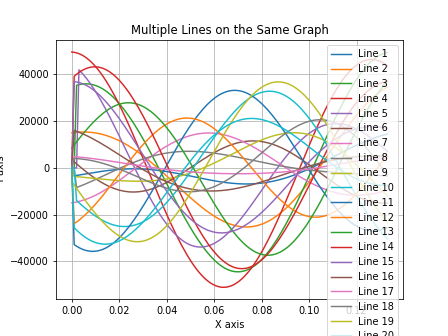 Multiple Lines on the Same Graph
40000
20000
0
−20000
−40000
0.00
0.02
0.04
0.06
0.08
0.10
X axis
Line 1
Line 2
Line 3
Line 4
Line 5
Line 6
Line 7
Line 8
Line 9
Line 10
Line 11
Line 12
Line 13
Line 14
Line 15
Line 16
Line 17
Line 18
Line 19
Line 20